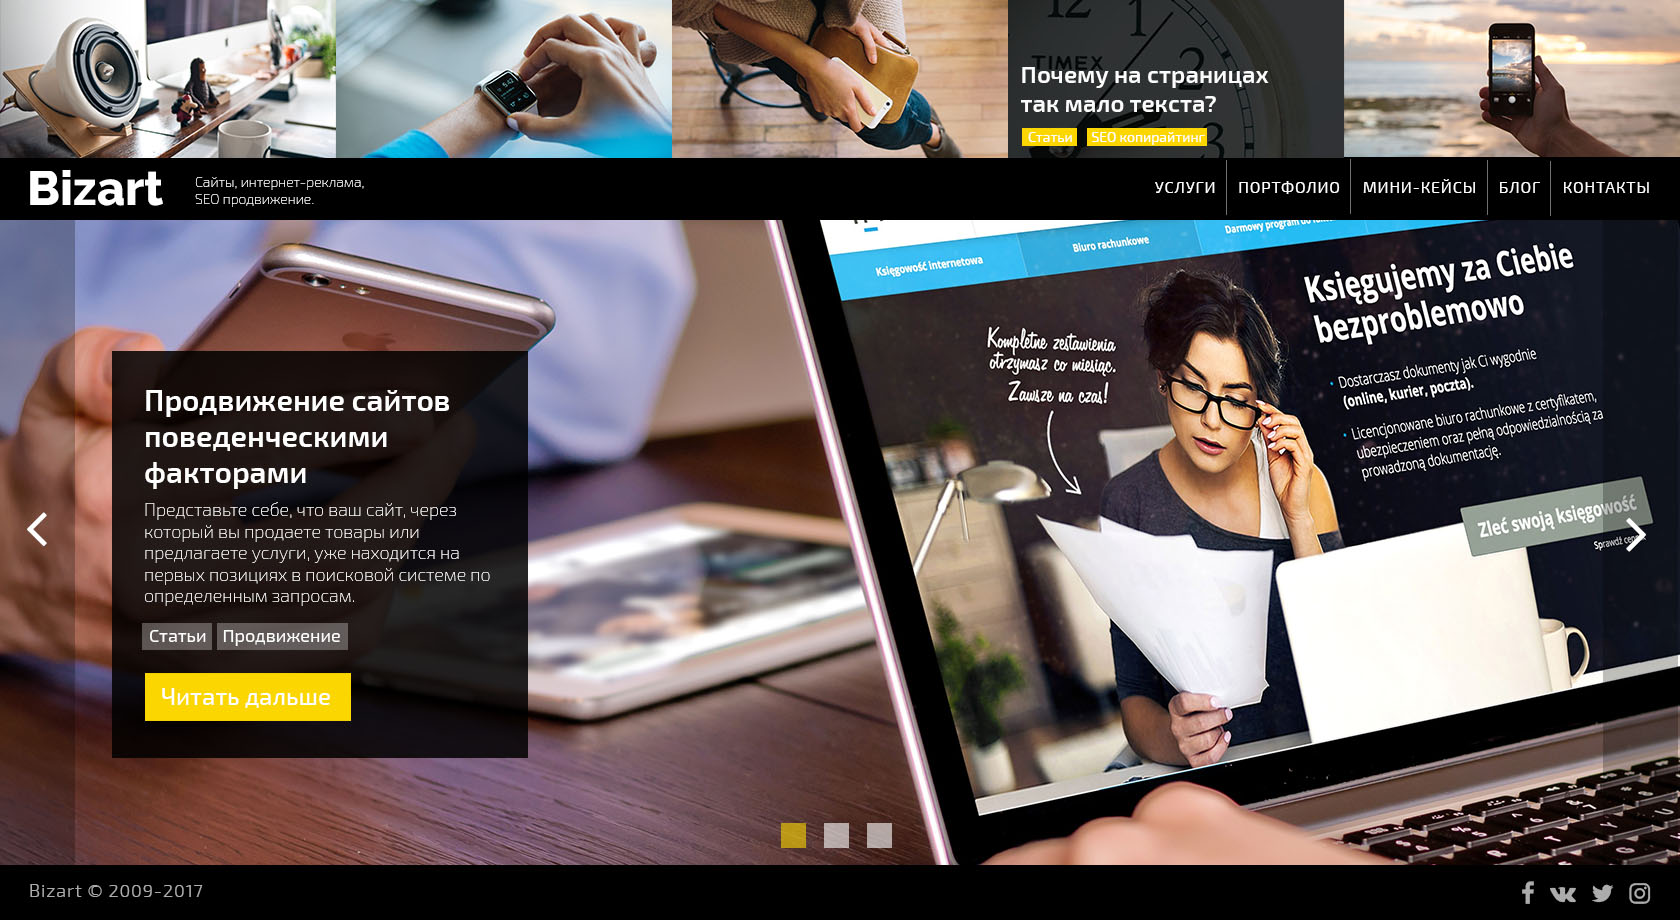 12
1
2
3
TIMEX
Почему на страницах
так мало текста?
Статьи SEO копирайтинг
Bizart
Сайты, интернет-реклама,
SEO продвижение.
УСЛУГИ ПОРТФОЛИО МИНИ-КЕЙСЫ БЛОГ КОНТАКТЫ
Księgowość internetowa
Biuro rachunkowe
Darmowy program do
Księgujemy za Ciebie
bezproblemowo
Kompletne zestawienia
otrzymasz co miesiąc.
Zawsze na czas!
Dostarczasz dokumenty jak Ci wygodnie
(online, kurier, poczta).
Licencjonowane biuro rachunkowe z certyfikatem,
ubezpieczeniem oraz pełną odpowiedzialnością za
prowadzoną dokumentację.
Zleć swoją księgowość
Sprawdź
Продвижение сайтов
поведенческими
факторами
Представьте себе, что ваш сайт, через
который вы продаете товары или
предлагаете услуги, уже находится на
первых позициях в поисковой системе по
определенным запросам.
Статьи Продвижение
Читать дальше
Bizart © 2009-2017